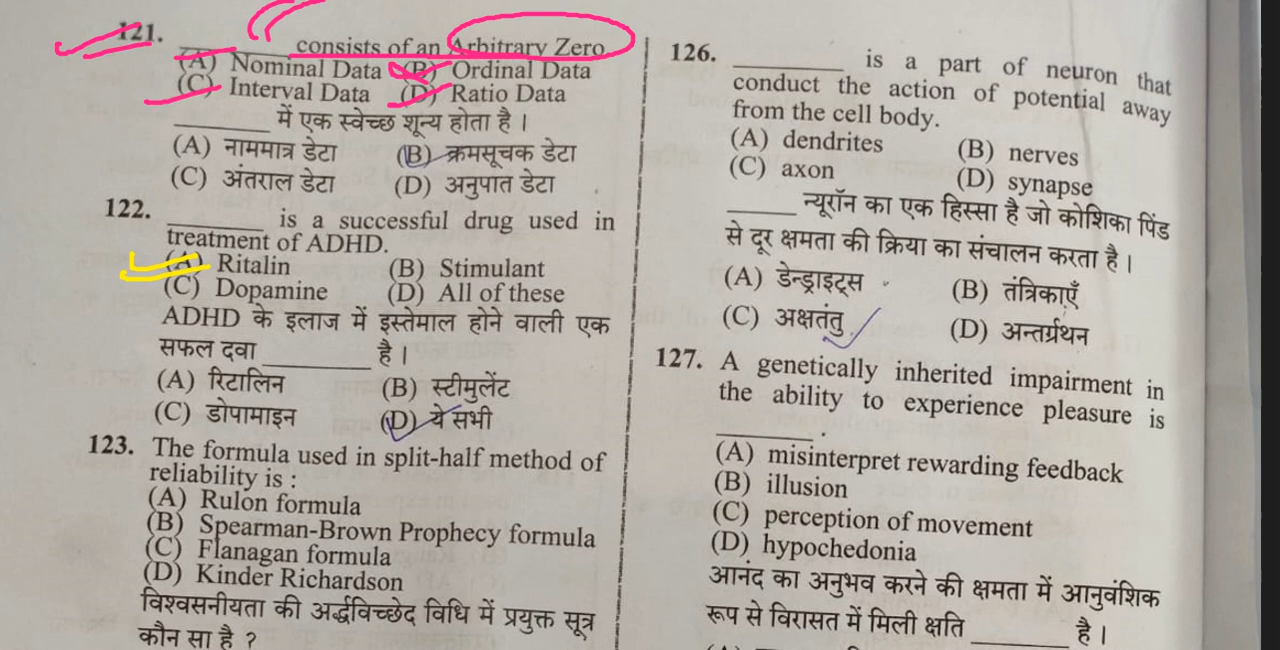 121. ________ consists of an Arbitrary Zero
(A) Nominal Data (B) Ordinal Data
(C) Interval Data (D) Ratio Data
________ में एक स्वेच्छ शून्य होता है ।
(A) नाममात्र डेटा (B) क्रमसूचक डेटा
(C) अंतराल डेटा (D) अनुपात डेटा
122. ________ is a successful drug used in
treatment of ADHD.
(A) Ritalin (B) Stimulant
(C) Dopamine (D) All of these
ADHD के इलाज में इस्तेमाल होने वाली एक
सफल दवा ________ है ।
(A) रिटालिन (B) स्टीमुलेंट
(C) डोपामाइन (D) ये सभी
123. The formula used in split-half method of
reliability is :
(A) Rulon formula
(B) Spearman-Brown Prophecy formula
(C) Flanagan formula
(D) Kinder Richardson
विश्वसनीयता की अर्द्धविच्छेद विधि में प्रयुक्त सूत्र
कौन सा है ?
126. ________ is a part of neuron that
conduct the action of potential away
from the cell body.
(A) dendrites (B) nerves
(C) axon (D) synapse
________ न्यूरॉन का एक हिस्सा है जो कोशिका पिंड
से दूर क्षमता की क्रिया का संचालन करता है ।
(A) डेन्ड्राइट्स (B) तंत्रिकाएँ
(C) अक्षतंतु (D) अन्तर्ग्रथन
127. A genetically inherited impairment in
the ability to experience pleasure is
________ .
(A) misinterpret rewarding feedback
(B) illusion
(C) perception of movement
(D) hypochedonia
आनंद का अनुभव करने की क्षमता में आनुवंशिक
रूप से विरासत में मिली क्षति ________ है ।